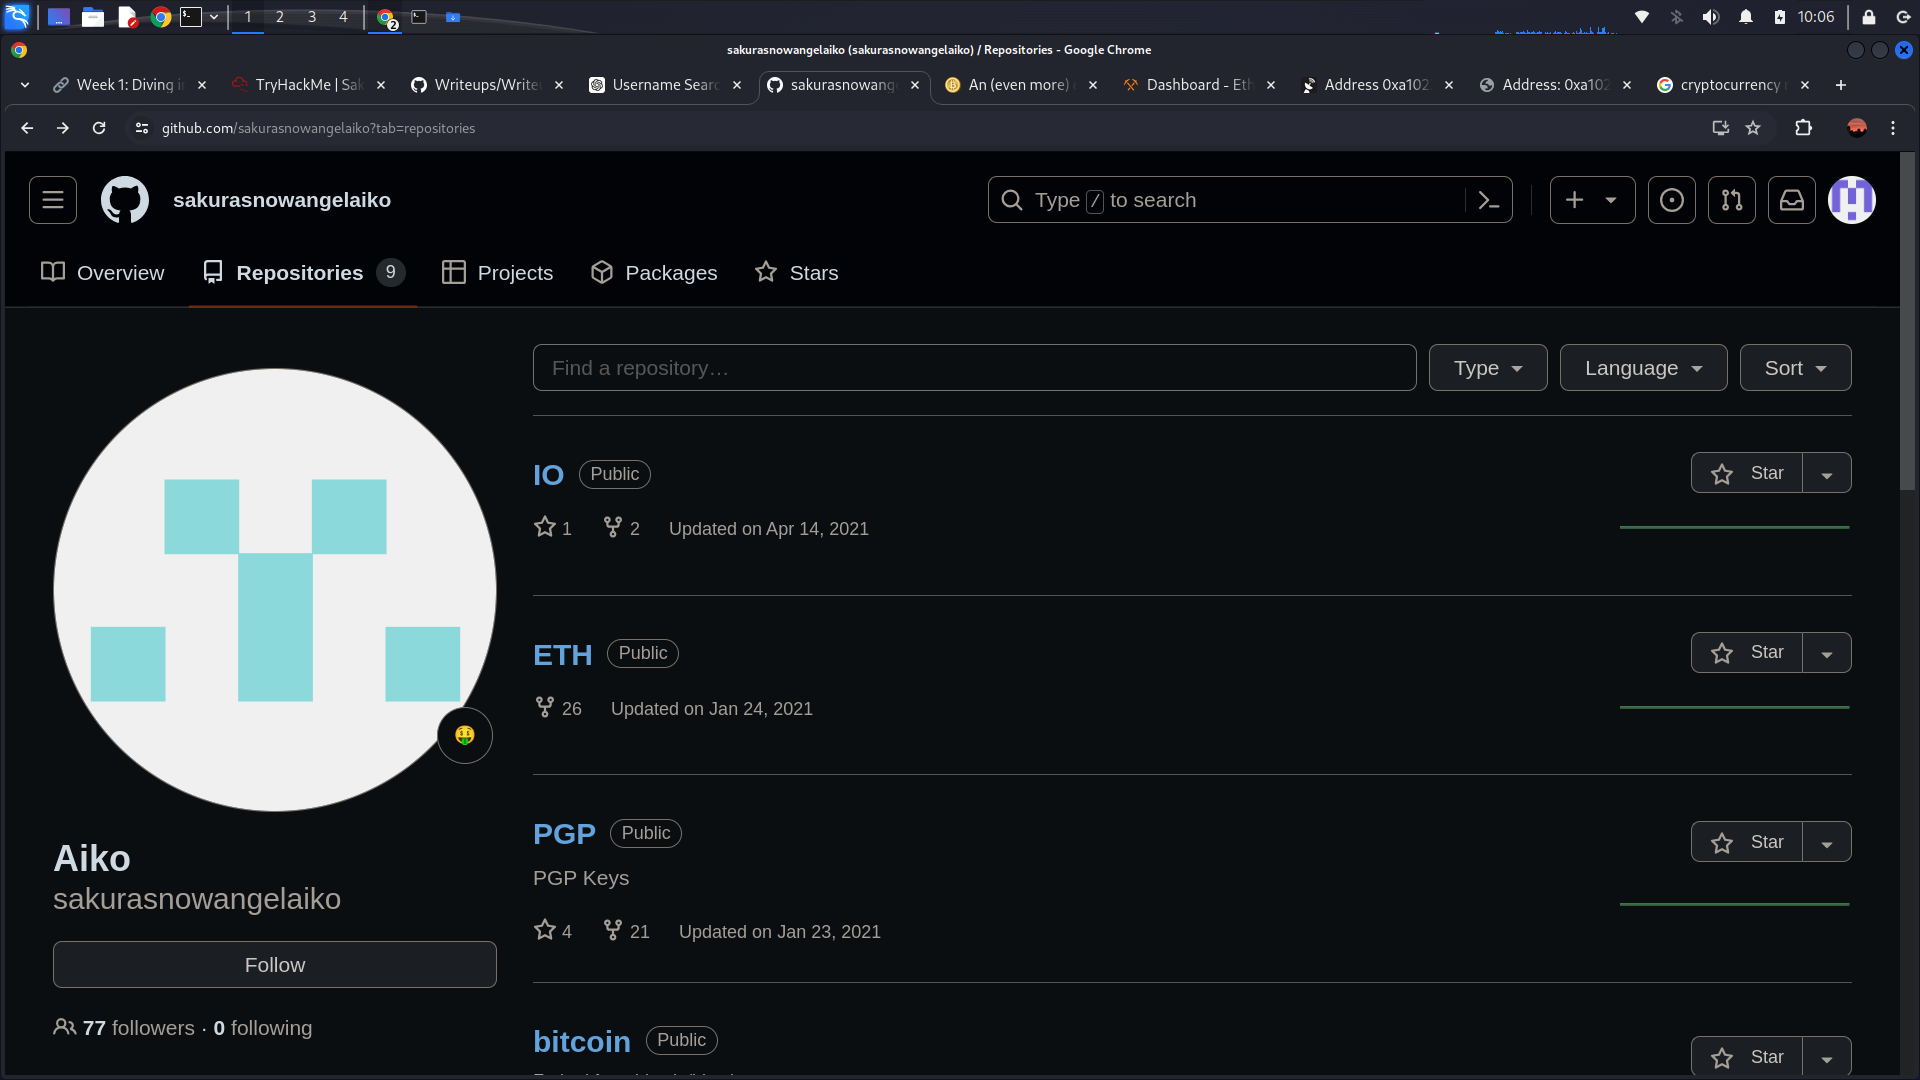 1 2 3 4 2 10:06
sakurasnowangelaiko (sakurasnowangelaiko) / Repositories - Google Chrome
Week 1: Diving i TryHackMe | Sak Writeups/Write Username Searc sakurasnowange An (even more) Dashboard - Eth Address 0xa102 Address: 0xa102 cryptocurrency
github.com/sakurasnowangelaiko?tab=repositories
sakurasnowangelaiko Type / to search
Overview Repositories 9 Projects Packages Stars
Find a repository… Type Language Sort
IO Public Star
1 2 Updated on Apr 14, 2021
ETH Public Star
26 Updated on Jan 24, 2021
PGP Public Star
PGP Keys
4 21 Updated on Jan 23, 2021
bitcoin Public Star
Aiko
sakurasnowangelaiko
Follow
77 followers · 0 following